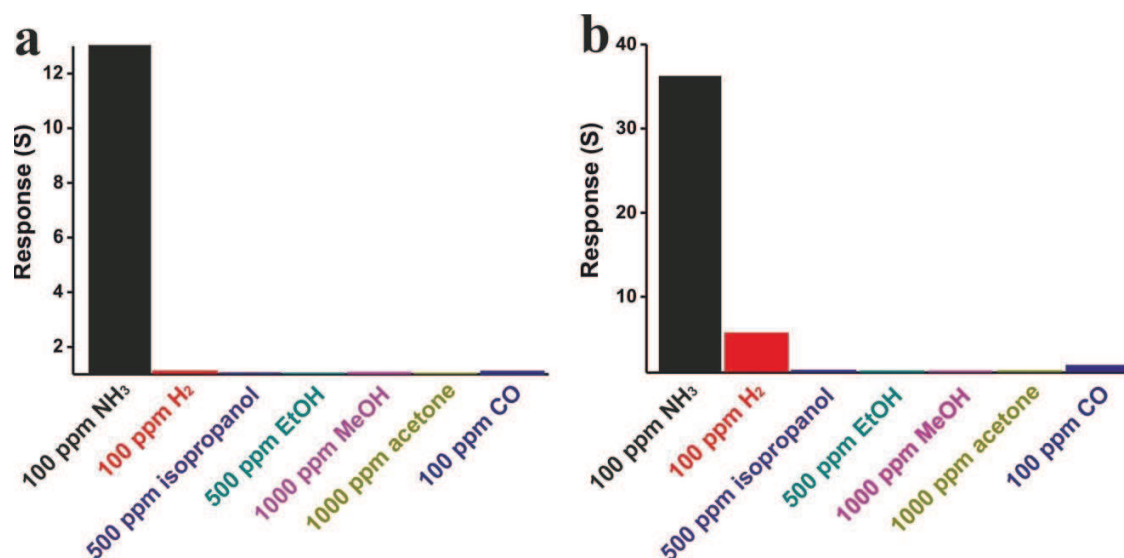 a
Response (S)
12
10
8
6
4
2
100 ppm NH₃
100 ppm H₂
500 ppm isopropanol
500 ppm EtOH
1000 ppm MeOH
1000 ppm acetone
100 ppm CO
b
Response (S)
40
30
20
10
100 ppm NH₃
100 ppm H₂
500 ppm isopropanol
500 ppm EtOH
1000 ppm MeOH
1000 ppm acetone
100 ppm CO